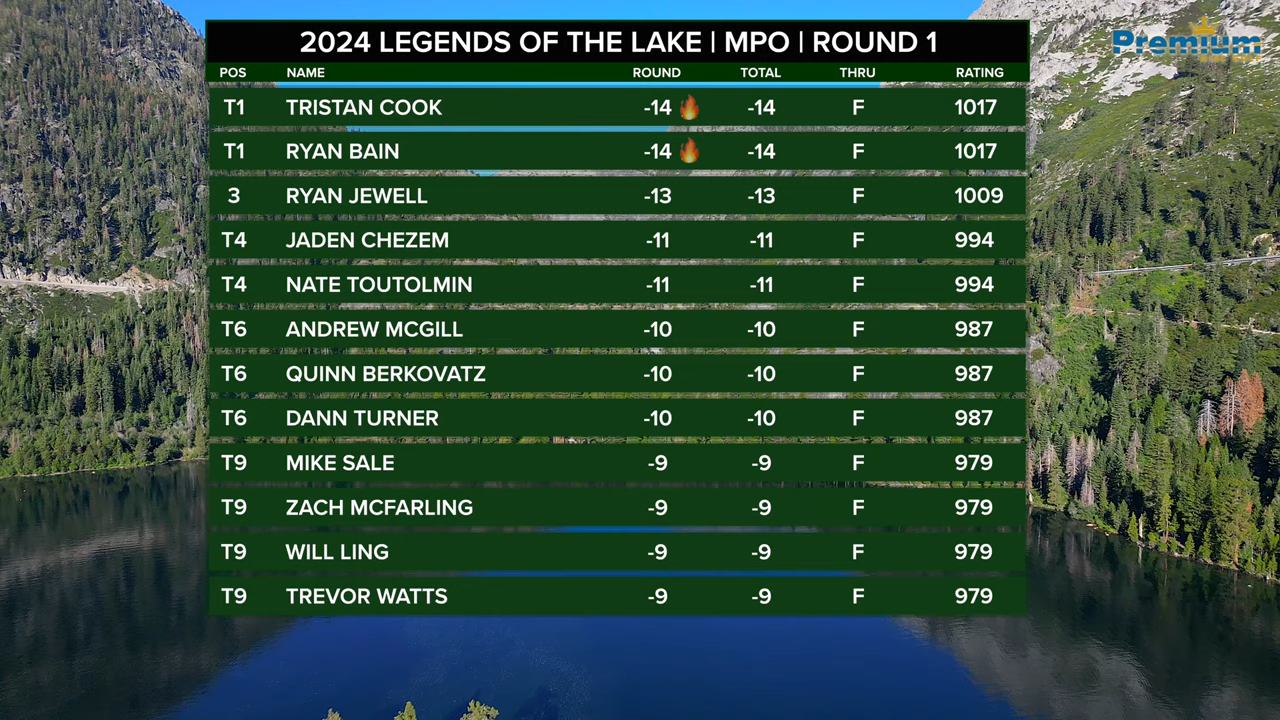 2024 LEGENDS OF THE LAKE | MPO | ROUND 1
Premium
POS NAME ROUND TOTAL THRU RATING
T1 TRISTAN COOK -14 -14 F 1017
T1 RYAN BAIN -14 -14 F 1017
3 RYAN JEWELL -13 -13 F 1009
T4 JADEN CHEZEM -11 -11 F 994
T4 NATE TOUTOLMIN -11 -11 F 994
T6 ANDREW MCGILL -10 -10 F 987
T6 QUINN BERKOVATZ -10 -10 F 987
T6 DANN TURNER -10 -10 F 987
T9 MIKE SALE -9 -9 F 979
T9 ZACH MCFARLING -9 -9 F 979
T9 WILL LING -9 -9 F 979
T9 TREVOR WATTS -9 -9 F 979